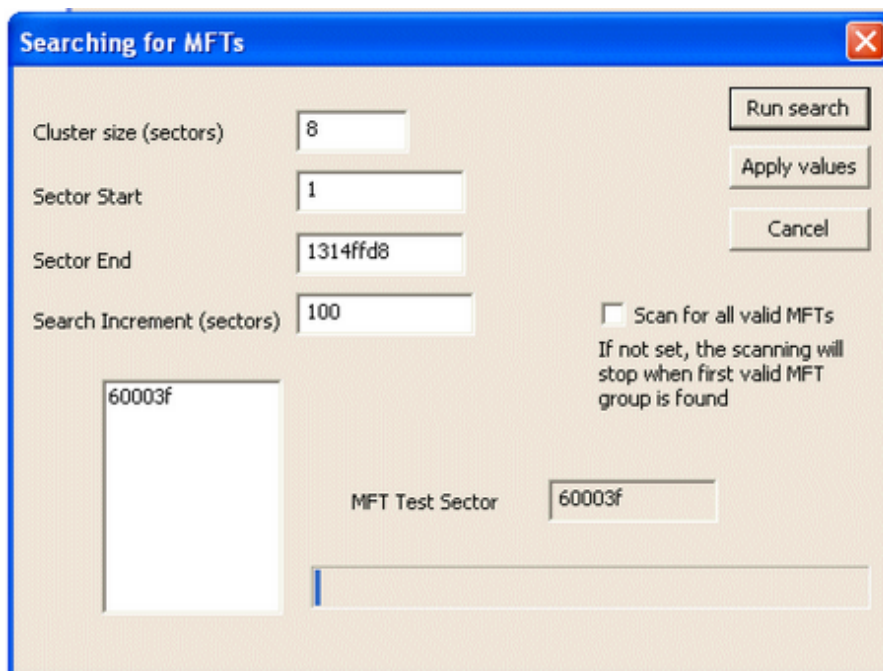 Searching for MFTs
Cluster size (sectors)
8
Run search
Sector Start
1
Apply values
Sector End
1314ffd8
Cancel
Search Increment (sectors)
100
Scan for all valid MFTs
If not set, the scanning will
stop when first valid MFT
group is found
60003f
MFT Test Sector
60003f